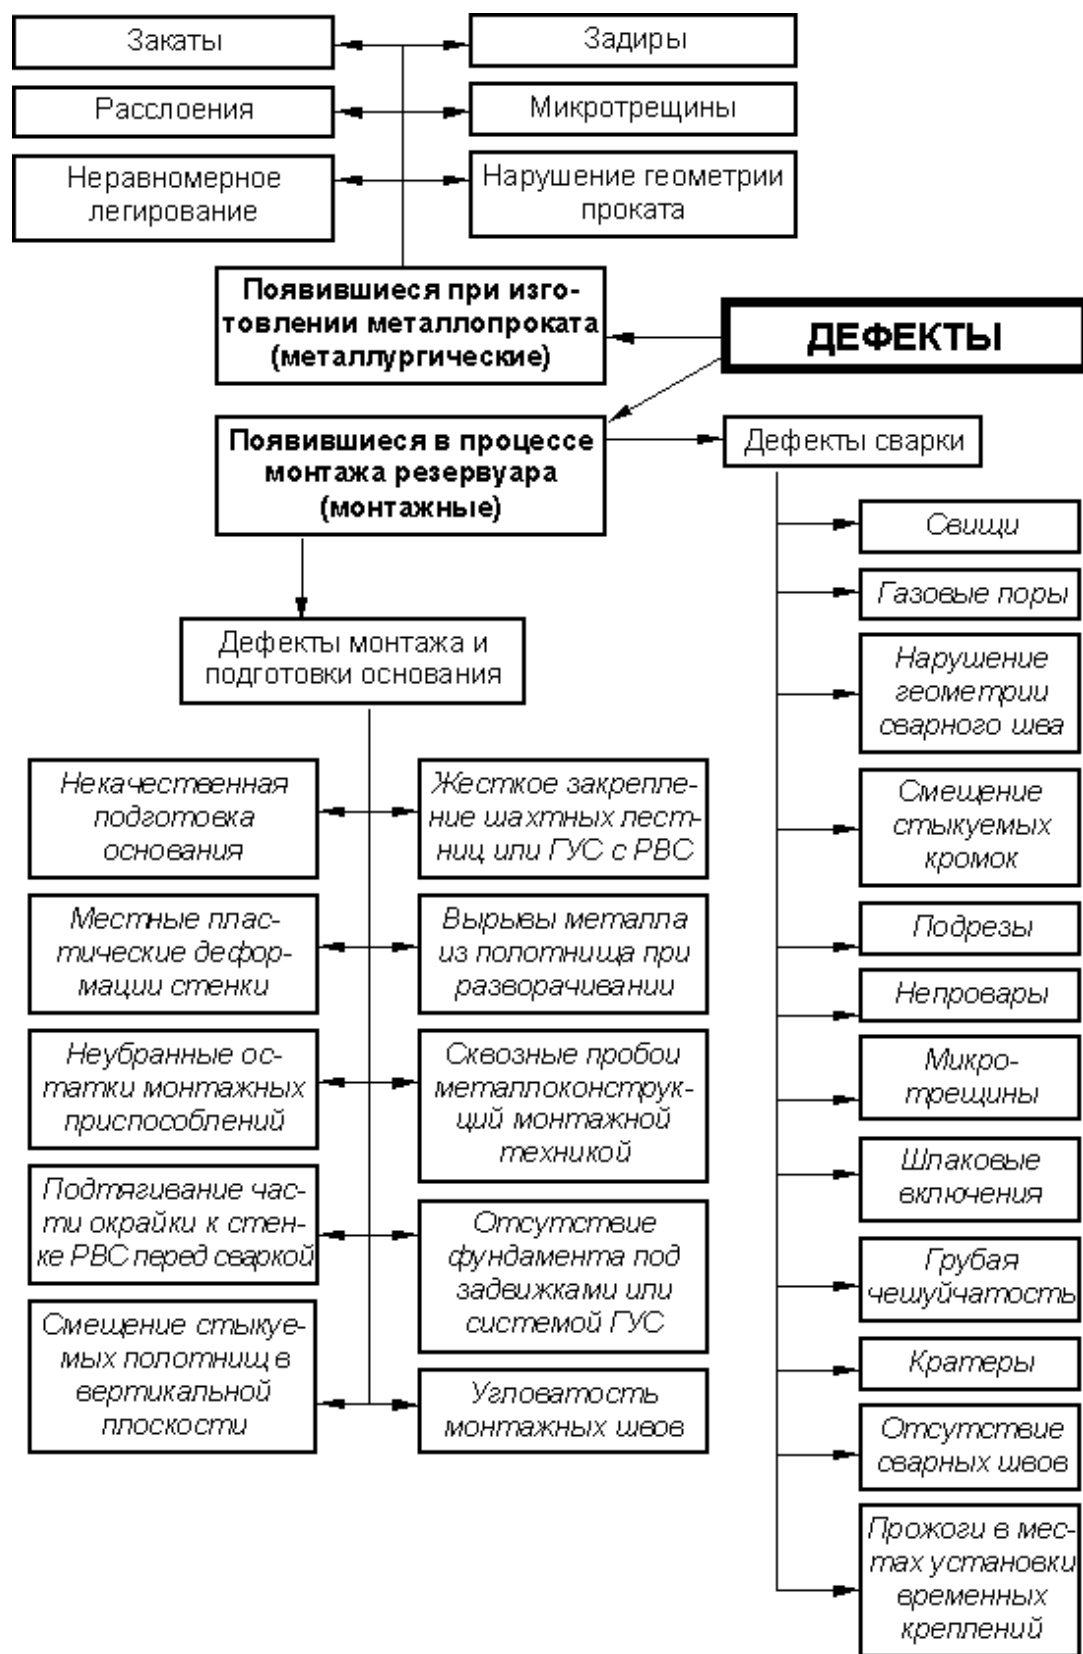 Закаты
Задиры
Расслоения
Микротрещины
Неравномерное
легирование
Нарушение геометрии
проката
Появившиеся при изго-
товлении металлопроката
(металлургические)
ДЕФЕКТЫ
Появившиеся в процессе
монтажа резервуара
(монтажные)
Дефекты сварки
Дефекты монтажа и
подготовки основания
Некачественная
подготовка
основания
Жесткое закрепле-
ние шахтных лест-
ниц или ГУС с РВС
Местные плас-
тические дефор-
мации стенки
Вырывы металла
из полотнища при
разворачивании
Неубранные ос-
татки монтажных
приспособлений
Сквозные пробои
металлоконструк-
ций монтажной
техникой
Подтягивание час-
ти окрайки к стен-
ке РВС перед сваркой
Отсутствие
фундамента под
задвижками или
системой ГУС
Смещение стыкуе-
мых полотнищ в
вертикальной
плоскости
Угловатость
монтажных швов
Свищи
Газовые поры
Нарушение
геометрии
сварного шва
Смещение
стыкуемых
кромок
Подрезы
Непровары
Микро-
трещины
Шлаковые
включения
Грубая
чешуйчатость
Кратеры
Отсутствие
сварных швов
Прожоги в мес-
тах установки
временных
креплений